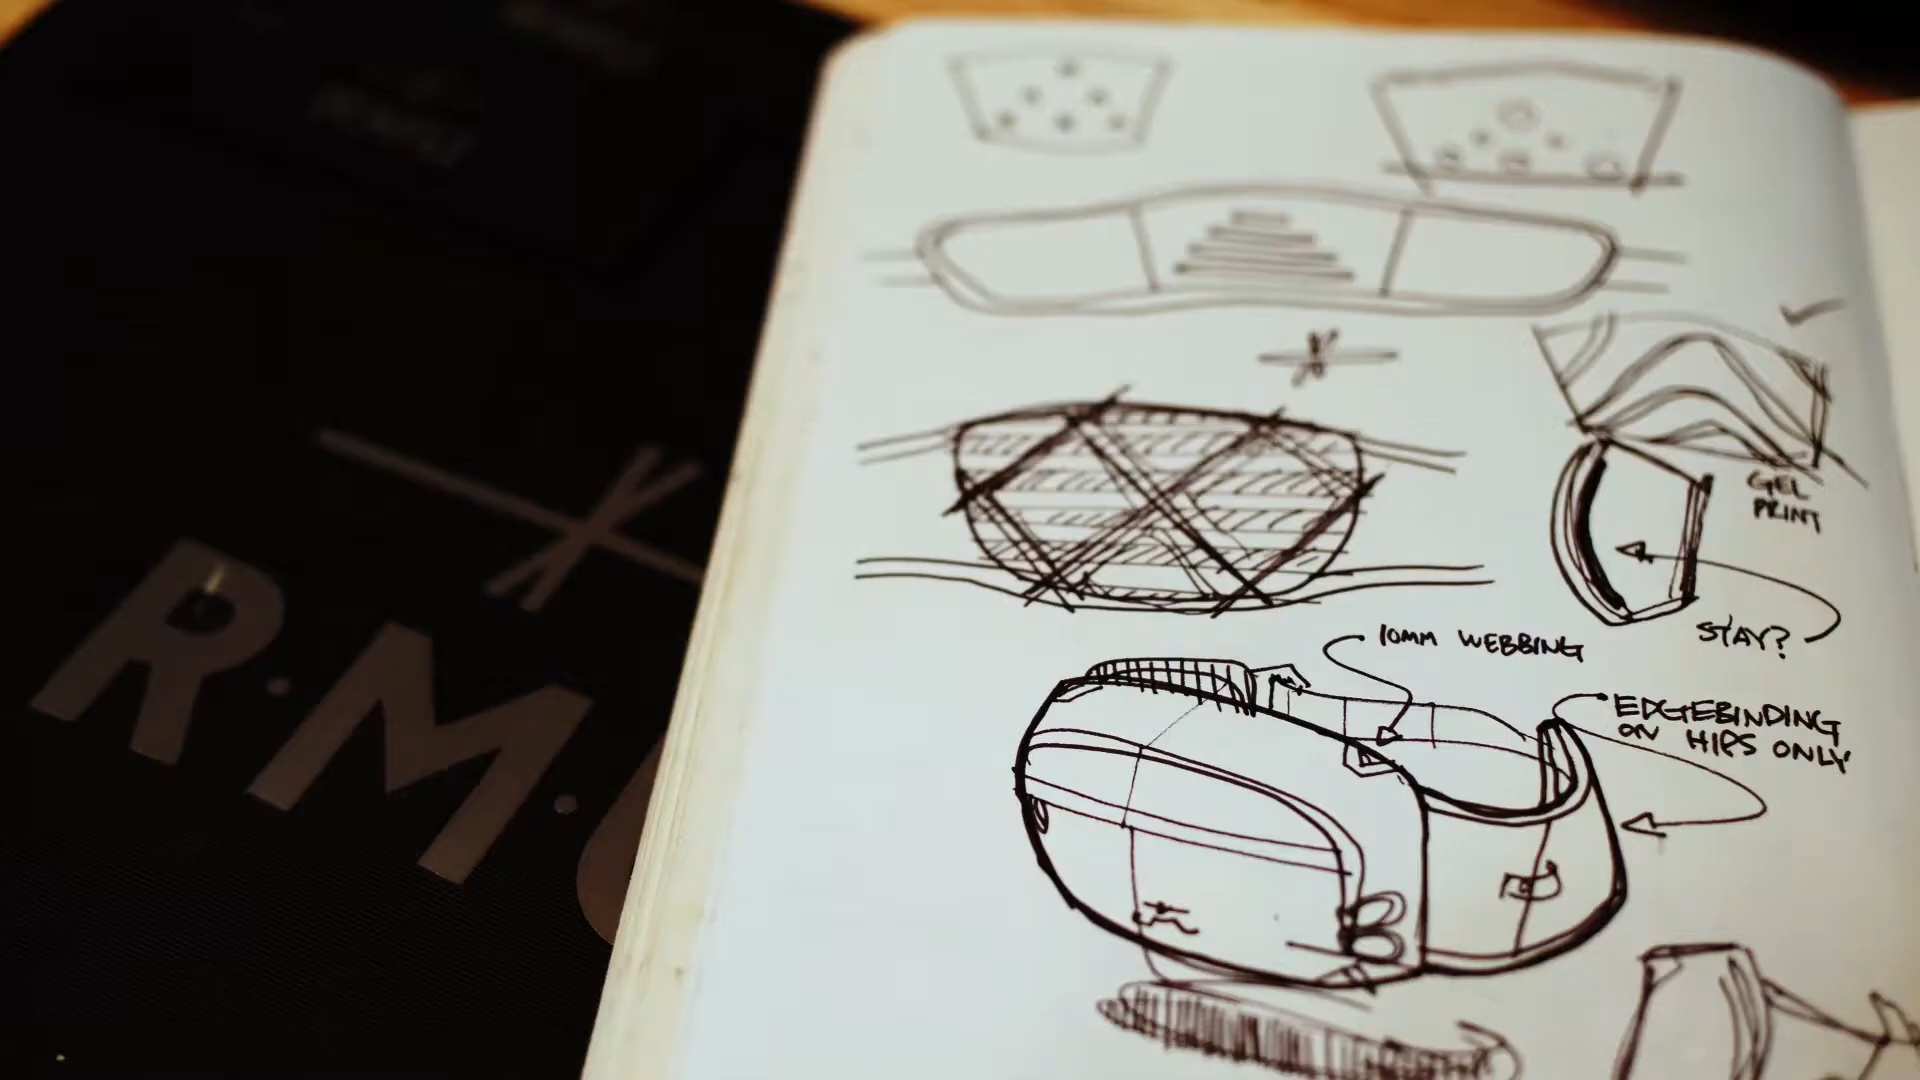 R·M·U
GEL
PRINT
STAY?
10MM WEBBING
EDGEBINDING
ON HIPS ONLY